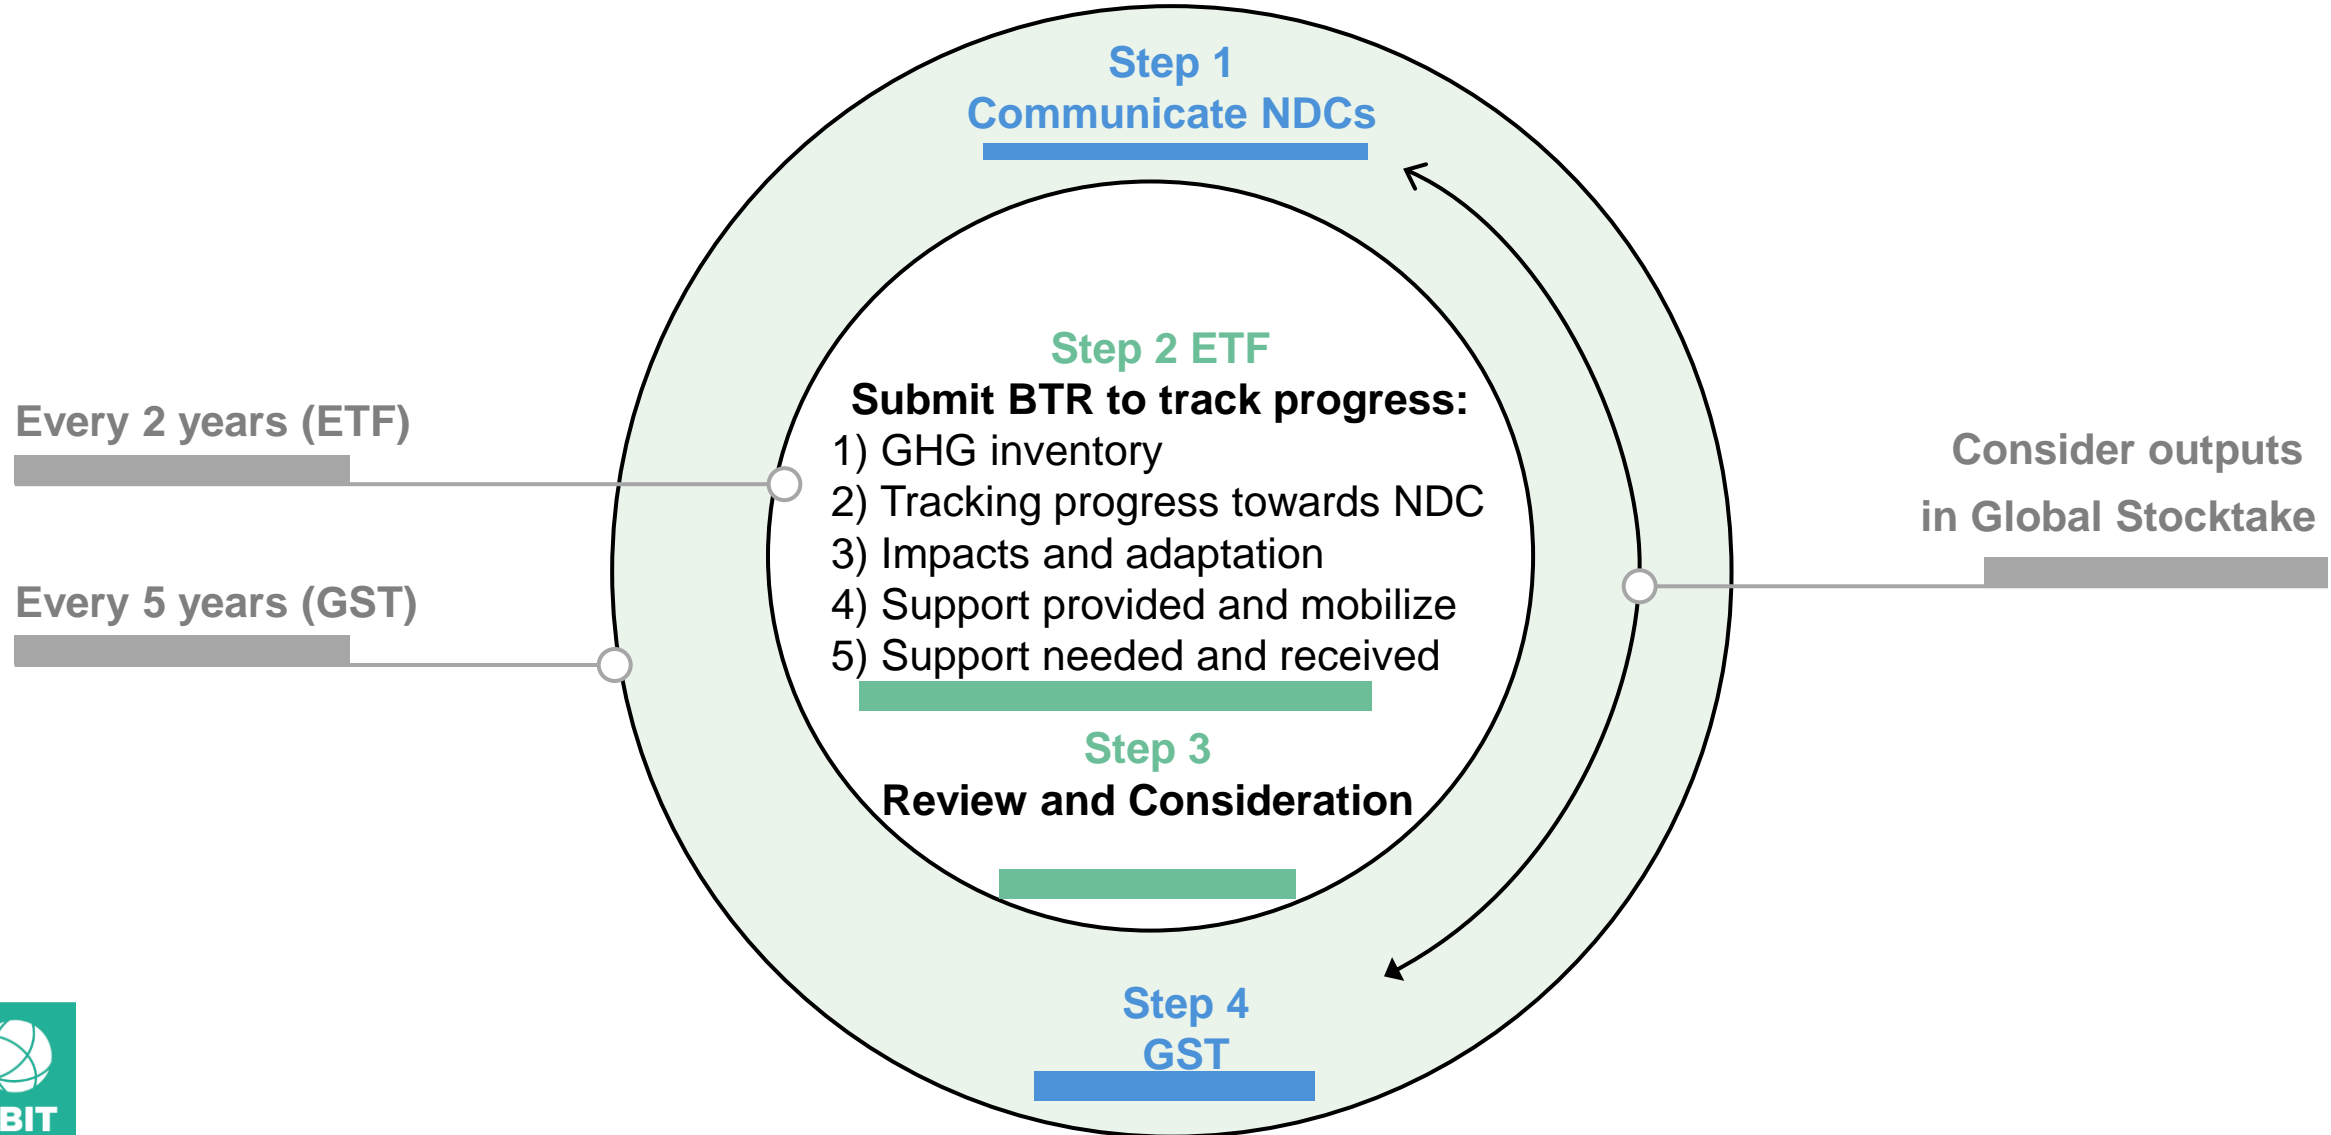 Step 1
Communicate NDCs
Step 2 ETF
Submit BTR to track progress:
1) GHG inventory
2) Tracking progress towards NDC
3) Impacts and adaptation
4) Support provided and mobilize
5) Support needed and received
Step 3
Review and Consideration
Step 4
GST
Every 2 years (ETF)
Every 5 years (GST)
Consider outputs
in Global Stocktake
BIT